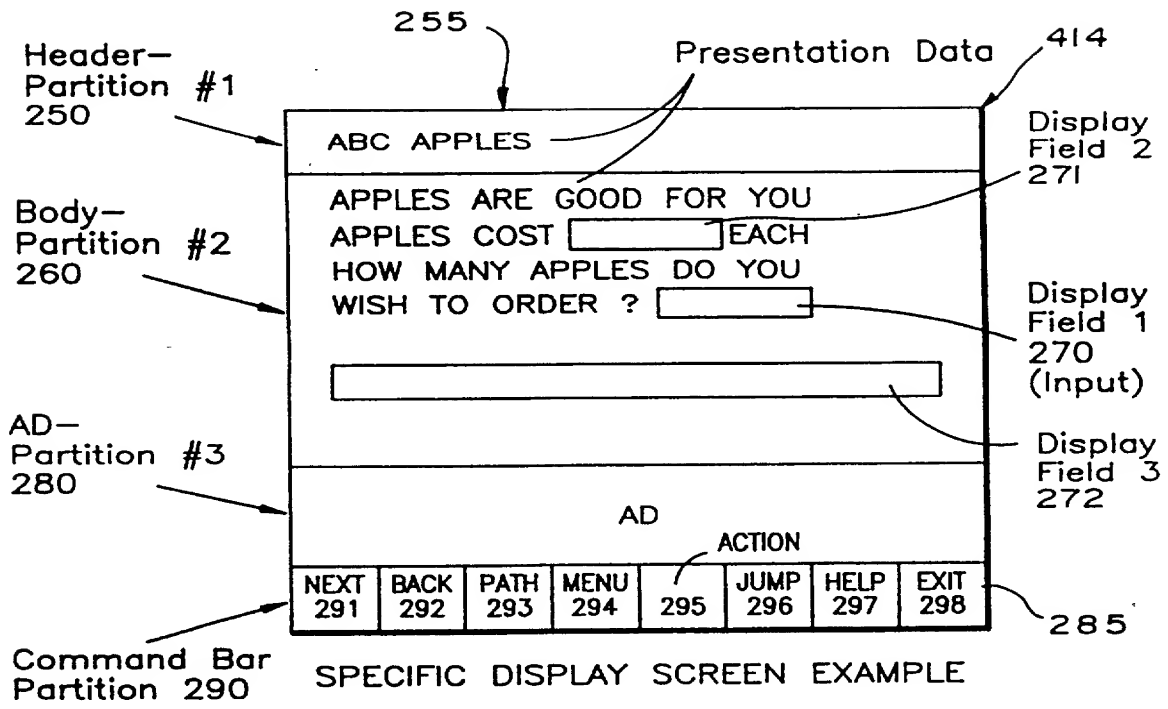 255
Presentation Data
414
Header—
Partition #1
250
ABC APPLES
Display
Field 2
271
APPLES ARE GOOD FOR YOU
APPLES COST EACH
HOW MANY APPLES DO YOU
WISH TO ORDER ?
Body—
Partition #2
260
Display
Field 1
270
(Input)
AD—
Partition #3
280
Display
Field 3
272
AD
ACTION
NEXT BACK PATH MENU JUMP HELP EXIT
291 292 293 294 295 296 297 298
285
Command Bar
Partition 290
SPECIFIC DISPLAY SCREEN EXAMPLE